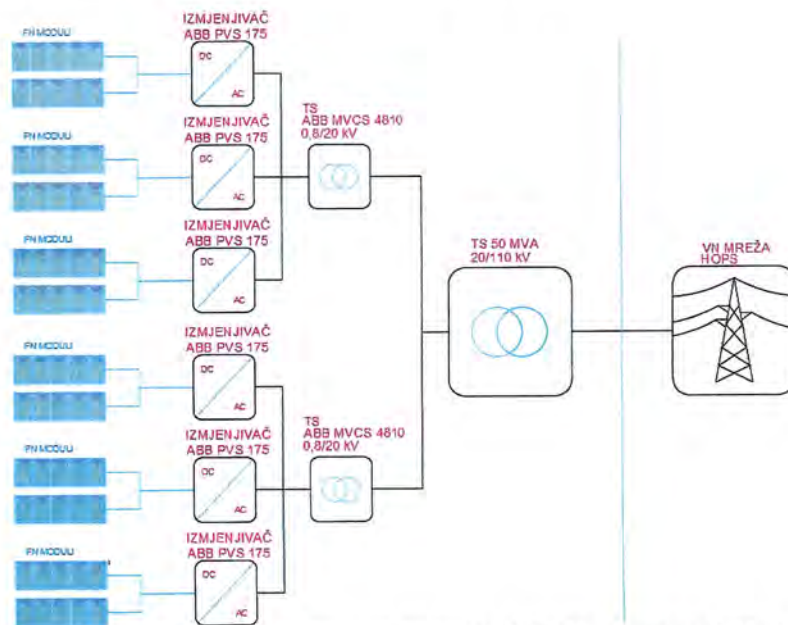 FN MODULI
IZMJENJIVAČ
ABB PVS 175
DC
AC
FN MODULI
IZMJENJIVAČ
ABB PVS 175
DC
AC
TS
ABB MVCS 4810
0,8/20 kV
FN MODULI
IZMJENJIVAČ
ABB PVS 175
DC
AC
TS 50 MVA
20/110 kV
VN MREŽA
HOPS
FN MODULI
IZMJENJIVAČ
ABB PVS 175
DC
AC
FN MODULI
IZMJENJIVAČ
ABB PVS 175
DC
AC
TS
ABB MVCS 4810
0,8/20 kV
FN MODULI
IZMJENJIVAČ
ABB PVS 175
DC
AC